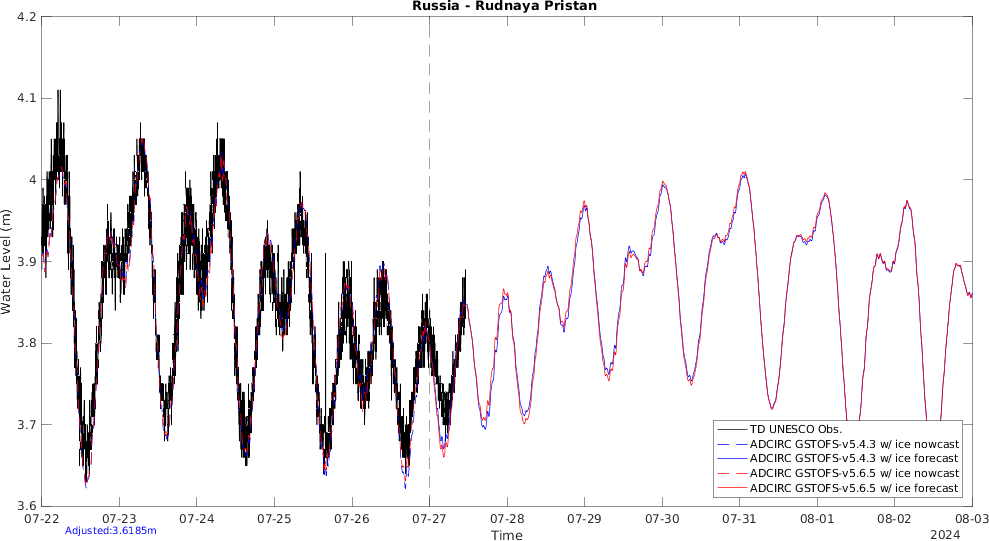 Russia - Rudnaya Pristan
4.2
4.1
4
3.9
3.8
3.7
3.6
Water Level (m)
TD UNESCO Obs.
ADCIRC GSTOFS-v5.4.3 w/ ice nowcast
ADCIRC GSTOFS-v5.4.3 w/ ice forecast
ADCIRC GSTOFS-v5.6.5 w/ ice nowcast
ADCIRC GSTOFS-v5.6.5 w/ ice forecast
07-22 07-23 07-24 07-25 07-26 07-27 07-28 07-29 07-30 07-31 08-01 08-02 08-03
Adjusted:3.6185m
Time
2024